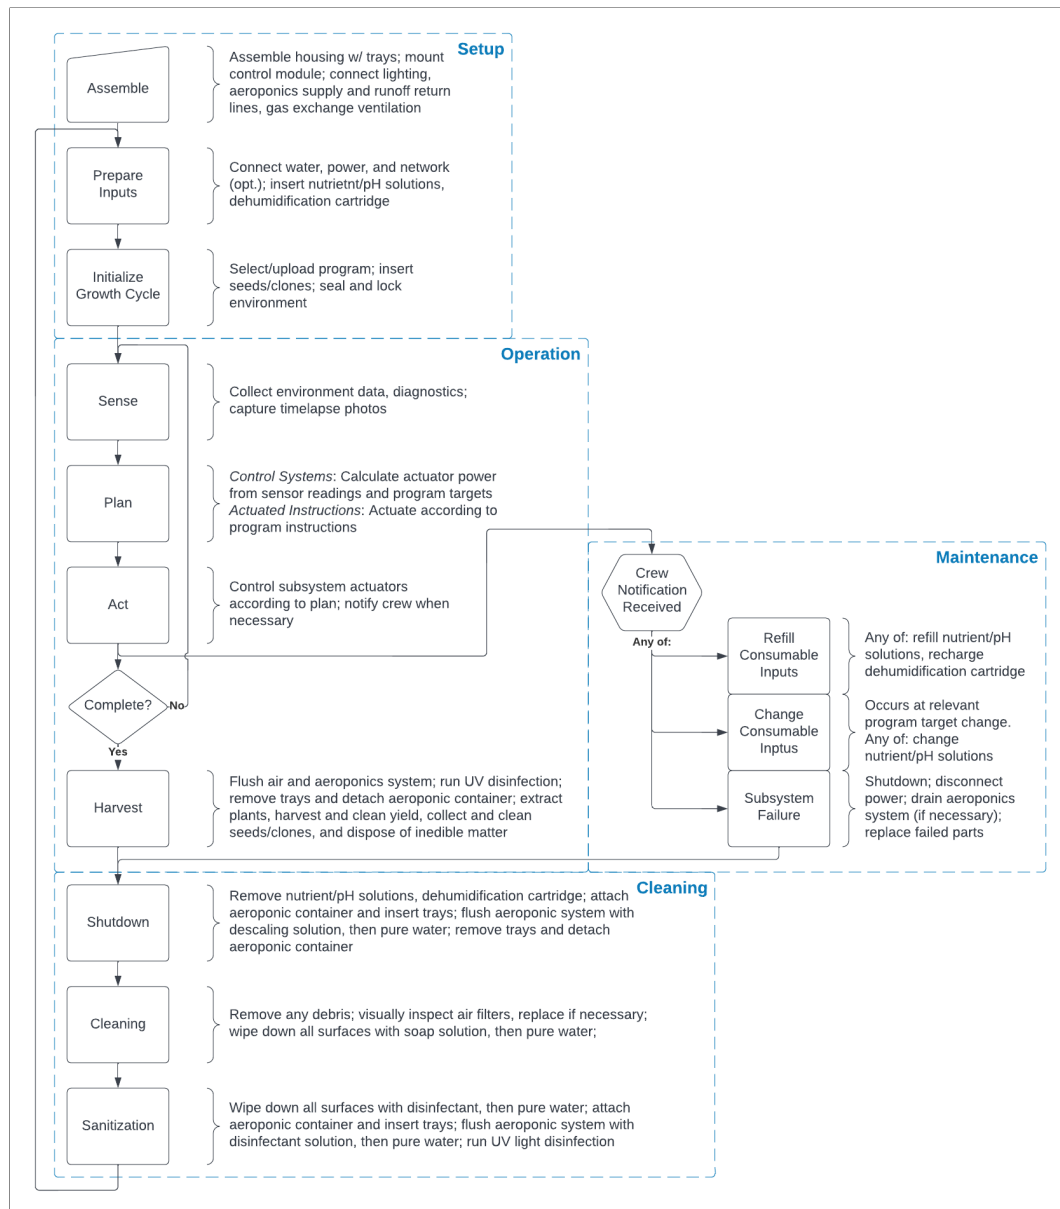 Setup
Assemble
Assemble housing w/ trays; mount
control module; connect lighting,
aeroponics supply and runoff return
lines, gas exchange ventilation
Prepare
Inputs
Connect water, power, and network
(opt.); insert nutrietnt/pH solutions,
dehumidification cartridge
Initialize
Growth Cycle
Select/upload program; insert
seeds/clones; seal and lock
environment
Operation
Sense
Collect environment data, diagnostics;
capture timelapse photos
Plan
Control Systems: Calculate actuator power
from sensor readings and program targets
Actuated Instructions: Actuate according to
program instructions
Act
Control subsystem actuators
according to plan; notify crew when
necessary
Complete?
No
Yes
Harvest
Flush air and aeroponics system; run UV disinfection;
remove trays and detach aeroponic container; extract
plants, harvest and clean yield, collect and clean
seeds/clones, and dispose of inedible matter
Maintenance
Crew
Notification
Received
Any of:
Refill
Consumable
Inputs
Any of: refill nutrient/pH
solutions, recharge
dehumidification cartridge
Change
Consumable
Inptus
Occurs at relevant
program target change.
Any of: change
nutrient/pH solutions
Subsystem
Failure
Shutdown; disconnect
power; drain aeroponics
system (if necessary);
replace failed parts
Cleaning
Shutdown
Remove nutrient/pH solutions, dehumidification cartridge; attach
aeroponic container and insert trays; flush aeroponic system with
descaling solution, then pure water; remove trays and detach
aeroponic container
Cleaning
Remove any debris; visually inspect air filters, replace if necessary;
wipe down all surfaces with soap solution, then pure water;
Sanitization
Wipe down all surfaces with disinfectant, then pure water; attach
aeroponic container and insert trays; flush aeroponic system with
disinfectant solution, then pure water; run UV light disinfection